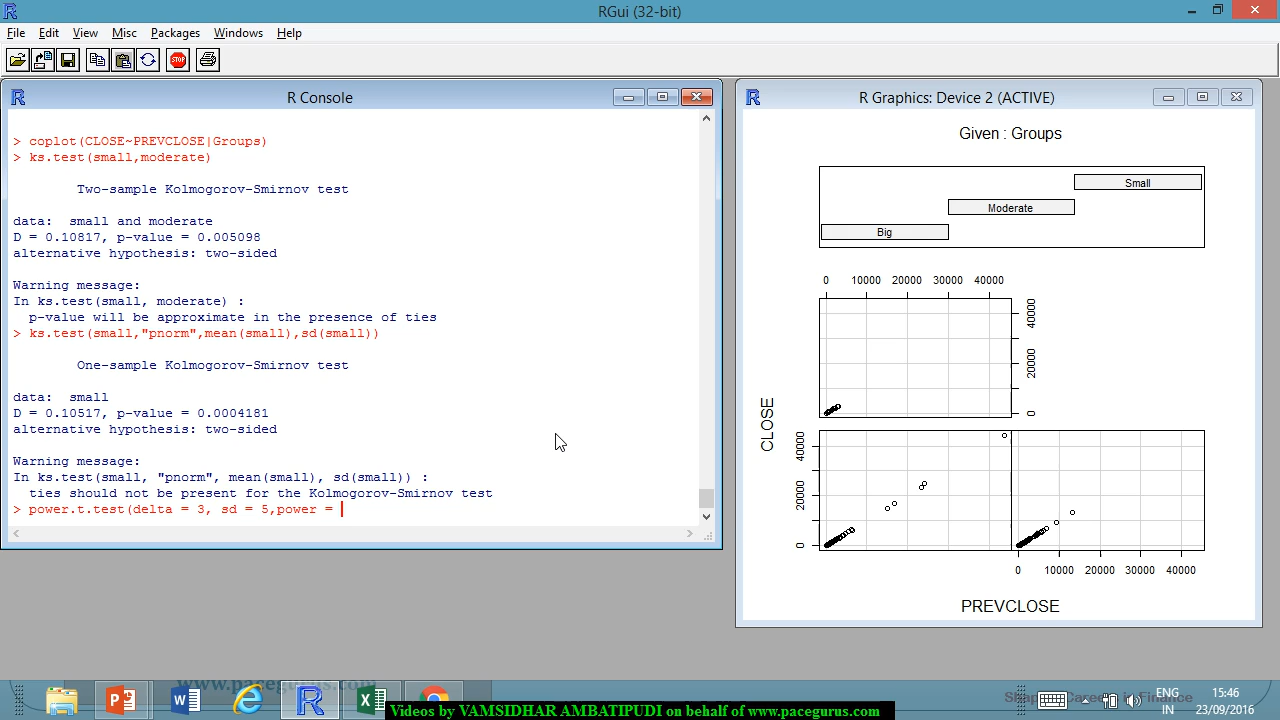 RGui (32-bit)
File Edit View Misc Packages Windows Help
STOP
R Console
> coplot(CLOSE~PREVCLOSE|Groups)
> ks.test(small,moderate)
Two-sample Kolmogorov-Smirnov test
data:  small and moderate
D = 0.10817, p-value = 0.005098
alternative hypothesis: two-sided
Warning message:
In ks.test(small, moderate) :
p-value will be approximate in the presence of ties
> ks.test(small,"pnorm",mean(small),sd(small))
One-sample Kolmogorov-Smirnov test
data:  small
D = 0.10517, p-value = 0.0004181
alternative hypothesis: two-sided
Warning message:
In ks.test(small, "pnorm", mean(small), sd(small)) :
ties should not be present for the Kolmogorov-Smirnov test
> power.t.test(delta = 3, sd = 5,power =
R Graphics: Device 2 (ACTIVE)
Given : Groups
Small
Moderate
Big
0 10000 20000 30000 40000
40000
20000
0
CLOSE
40000
20000
0
0 10000 20000 30000 40000
PREVCLOSE
www.pacegurus.com
in Finance
ENG
IN
15:46
23/09/2016
Videos by VAMSIDHAR AMBATIPUDI on behalf of www.pacegurus.com